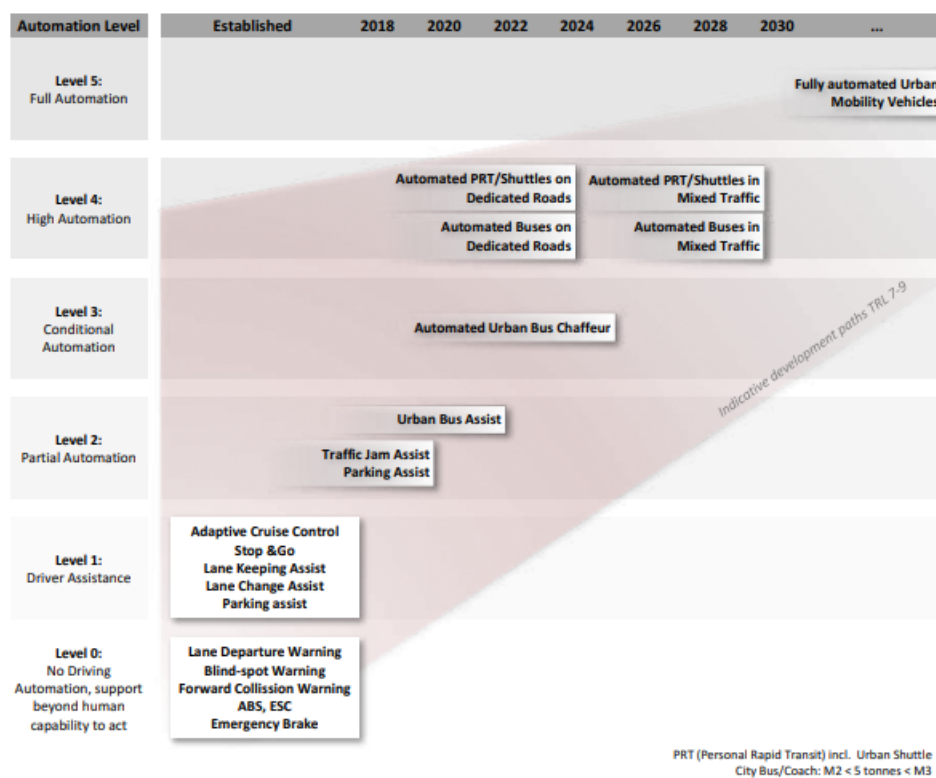 Automation Level Established 2018 2020 2022 2024 2026 2028 2030 ...
Level 5:
Full Automation
Fully automated Urban
Mobility Vehicles
Level 4:
High Automation
Automated PRT/Shuttles on
Dedicated Roads
Automated PRT/Shuttles in
Mixed Traffic
Automated Buses on
Dedicated Roads
Automated Buses in
Mixed Traffic
Level 3:
Conditional
Automation
Automated Urban Bus Chauffeur
Indicative development paths TRL 7-9
Level 2:
Partial Automation
Urban Bus Assist
Traffic Jam Assist
Parking Assist
Level 1:
Driver Assistance
Adaptive Cruise Control
Stop &Go
Lane Keeping Assist
Lane Change Assist
Parking assist
Level 0:
No Driving
Automation, support
beyond human
capability to act
Lane Departure Warning
Blind-spot Warning
Forward Collission Warning
ABS, ESC
Emergency Brake
PRT (Personal Rapid Transit) incl. Urban Shuttle
City Bus/Coach: M2 < 5 tonnes < M3